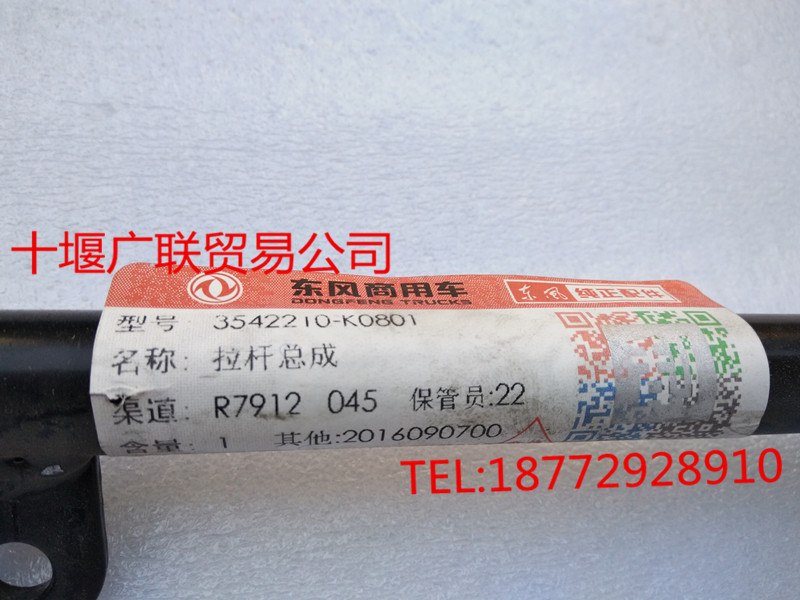 十堰广联贸易公司
东风商用车
DONGFENG TRUCKS
东风 纯正配件
型号: 3542210-K0801
名称: 拉杆总成
渠道: R7912 045 保管员:22
含量: 1 其他:2016090700
TEL:18772928910